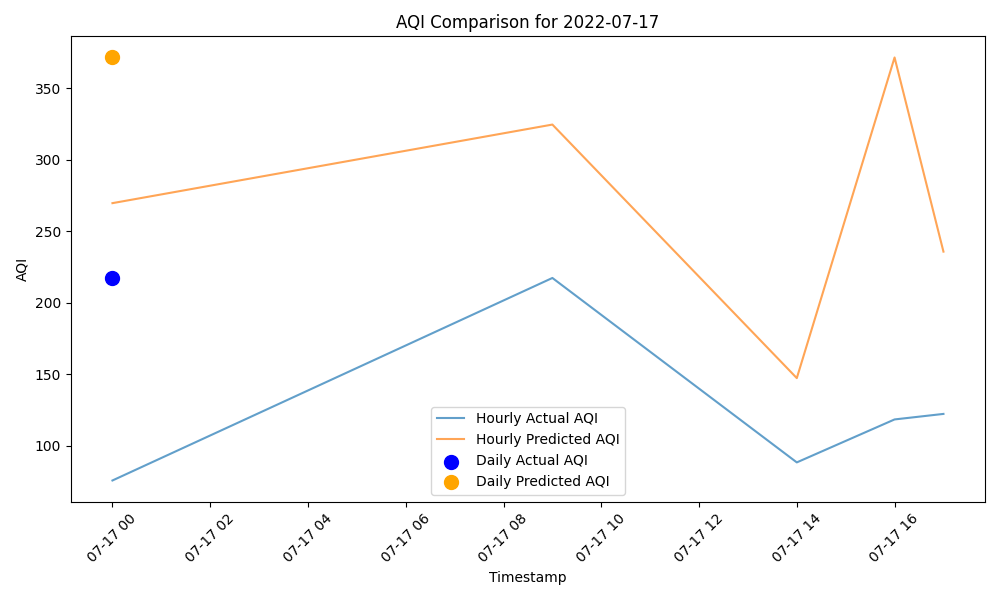 AQI Comparison for 2022-07-17
AQI
350
300
250
200
150
100
Hourly Actual AQI
Hourly Predicted AQI
Daily Actual AQI
Daily Predicted AQI
07-17 00
07-17 02
07-17 04
07-17 06
07-17 08
07-17 10
07-17 12
07-17 14
07-17 16
Timestamp